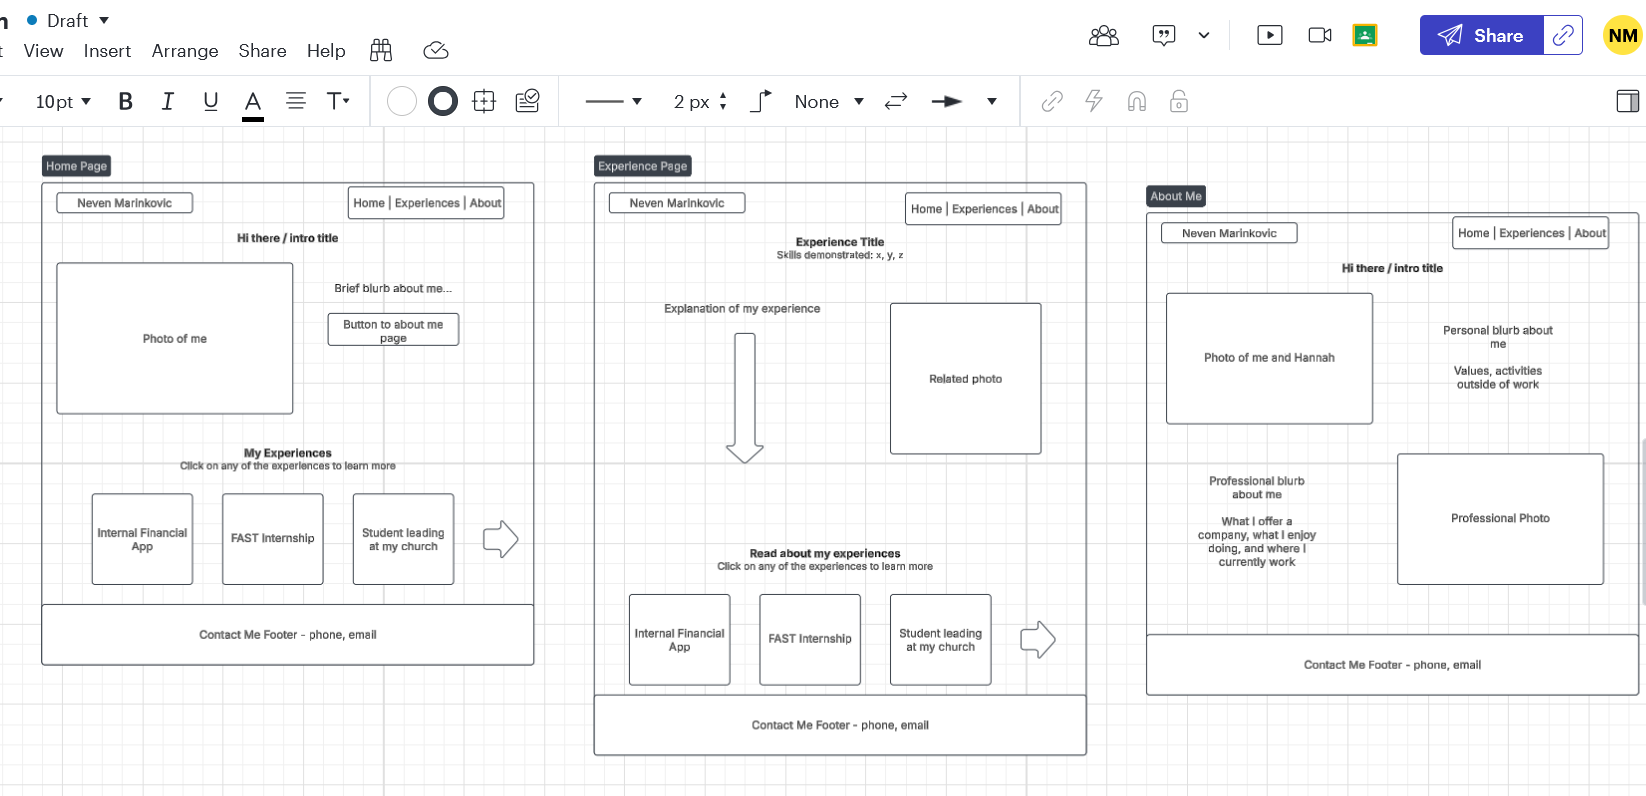 Draft
View Insert Arrange Share Help
Share
NM
10pt B I U A T 2 px None
Home Page
Neven Marinkovic
Home | Experiences | About
Hi there / intro title
Photo of me
Brief blurb about me...
Button to about me
page
My Experiences
Click on any of the experiences to learn more
Internal Financial
App
FAST Internship
Student leading
at my church
Contact Me Footer - phone, email
Experience Page
Neven Marinkovic
Home | Experiences | About
Experience Title
Skills demonstrated: x, y, z
Explanation of my experience
Related photo
Read about my experiences
Click on any of the experiences to learn more
Internal Financial
App
FAST Internship
Student leading
at my church
Contact Me Footer - phone, email
About Me
Neven Marinkovic
Home | Experiences | About
Hi there / intro title
Photo of me and Hannah
Personal blurb about
me
Values, activities
outside of work
Professional blurb
about me
What I offer a
company, what I enjoy
doing, and where I
currently work
Professional Photo
Contact Me Footer - phone, email